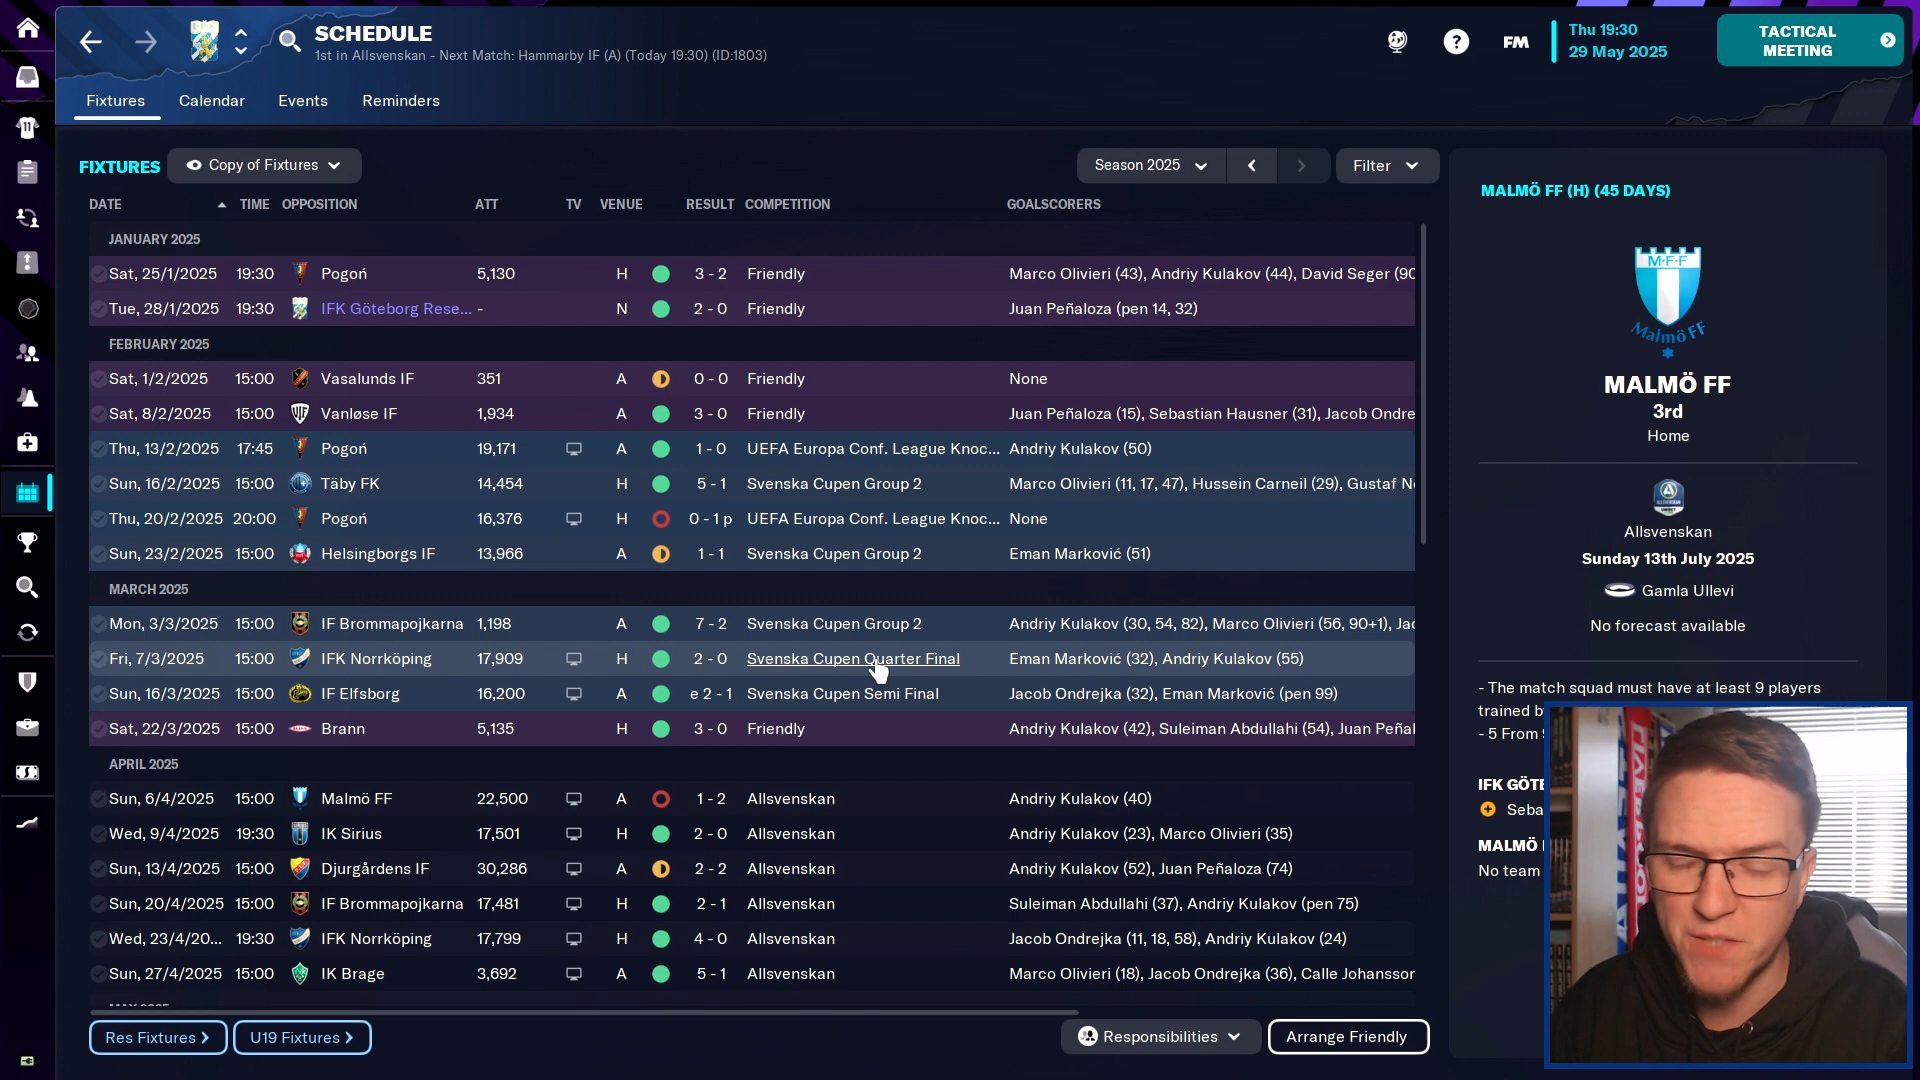 SCHEDULE
1st in Allsvenskan - Next Match: Hammarby IF (A) (Today 19:30) (ID:1803)
FM
Thu 19:30
29 May 2025
TACTICAL
MEETING
Fixtures Calendar Events Reminders
FIXTURES Copy of Fixtures Season 2025 Filter
DATE TIME OPPOSITION ATT TV VENUE RESULT COMPETITION GOALSCORERS
JANUARY 2025
Sat, 25/1/2025 19:30 Pogoń 5,130 H 3 - 2 Friendly Marco Olivieri (43), Andriy Kulakov (44), David Seger (90
Tue, 28/1/2025 19:30 IFK Göteborg Rese... - N 2 - 0 Friendly Juan Peñaloza (pen 14, 32)
FEBRUARY 2025
Sat, 1/2/2025 15:00 Vasalunds IF 351 A 0 - 0 Friendly None
Sat, 8/2/2025 15:00 Vanløse IF 1,934 A 3 - 0 Friendly Juan Peñaloza (15), Sebastian Hausner (31), Jacob Ondre
Thu, 13/2/2025 17:45 Pogoń 19,171 A 1 - 0 UEFA Europa Conf. League Knoc... Andriy Kulakov (50)
Sun, 16/2/2025 15:00 Täby FK 14,454 H 5 - 1 Svenska Cupen Group 2 Marco Olivieri (11, 17, 47), Hussein Carneil (29), Gustaf N
Thu, 20/2/2025 20:00 Pogoń 16,376 H 0 - 1 p UEFA Europa Conf. League Knoc... None
Sun, 23/2/2025 15:00 Helsingborgs IF 13,966 A 1 - 1 Svenska Cupen Group 2 Eman Marković (51)
MARCH 2025
Mon, 3/3/2025 15:00 IF Brommapojkarna 1,198 A 7 - 2 Svenska Cupen Group 2 Andriy Kulakov (30, 54, 82), Marco Olivieri (56, 90+1), Jac
Fri, 7/3/2025 15:00 IFK Norrköping 17,909 H 2 - 0 Svenska Cupen Quarter Final Eman Marković (32), Andriy Kulakov (55)
Sun, 16/3/2025 15:00 IF Elfsborg 16,200 A e 2 - 1 Svenska Cupen Semi Final Jacob Ondrejka (32), Eman Marković (pen 99)
Sat, 22/3/2025 15:00 Brann 5,135 H 3 - 0 Friendly Andriy Kulakov (42), Suleiman Abdullahi (54), Juan Peñal
APRIL 2025
Sun, 6/4/2025 15:00 Malmö FF 22,500 A 1 - 2 Allsvenskan Andriy Kulakov (40)
Wed, 9/4/2025 19:30 IK Sirius 17,501 H 2 - 0 Allsvenskan Andriy Kulakov (23), Marco Olivieri (35)
Sun, 13/4/2025 15:00 Djurgårdens IF 30,286 A 2 - 2 Allsvenskan Andriy Kulakov (52), Juan Peñaloza (74)
Sun, 20/4/2025 15:00 IF Brommapojkarna 17,481 H 2 - 1 Allsvenskan Suleiman Abdullahi (37), Andriy Kulakov (pen 75)
Wed, 23/4/20... 19:30 IFK Norrköping 17,799 H 4 - 0 Allsvenskan Jacob Ondrejka (11, 18, 58), Andriy Kulakov (24)
Sun, 27/4/2025 15:00 IK Brage 3,692 A 5 - 1 Allsvenskan Marco Olivieri (18), Jacob Ondrejka (36), Calle Johanssor
Res Fixtures U19 Fixtures Responsibilities Arrange Friendly
MALMÖ FF (H) (45 DAYS)
M·F·F
Malmö FF
MALMÖ FF
3rd
Home
Allsvenskan
Sunday 13th July 2025
Gamla Ullevi
No forecast available
- The match squad must have at least 9 players
trained b
- 5 From
IFK GÖTE
Seba
MALMÖ
No team